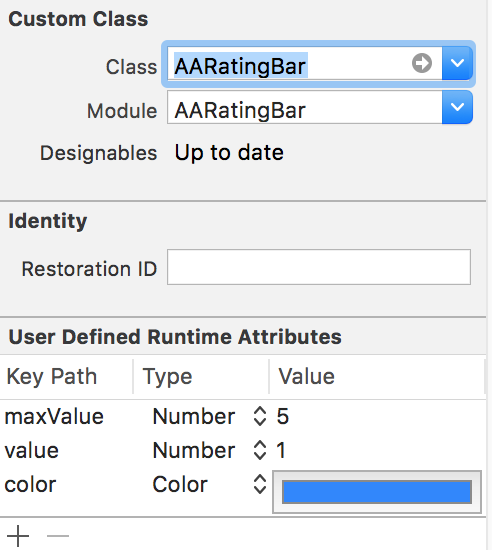 Custom Class
Class AARatingBar
Module AARatingBar
Designables Up to date
Identity
Restoration ID
User Defined Runtime Attributes
Key Path Type Value
maxValue Number 5
value Number 1
color Color